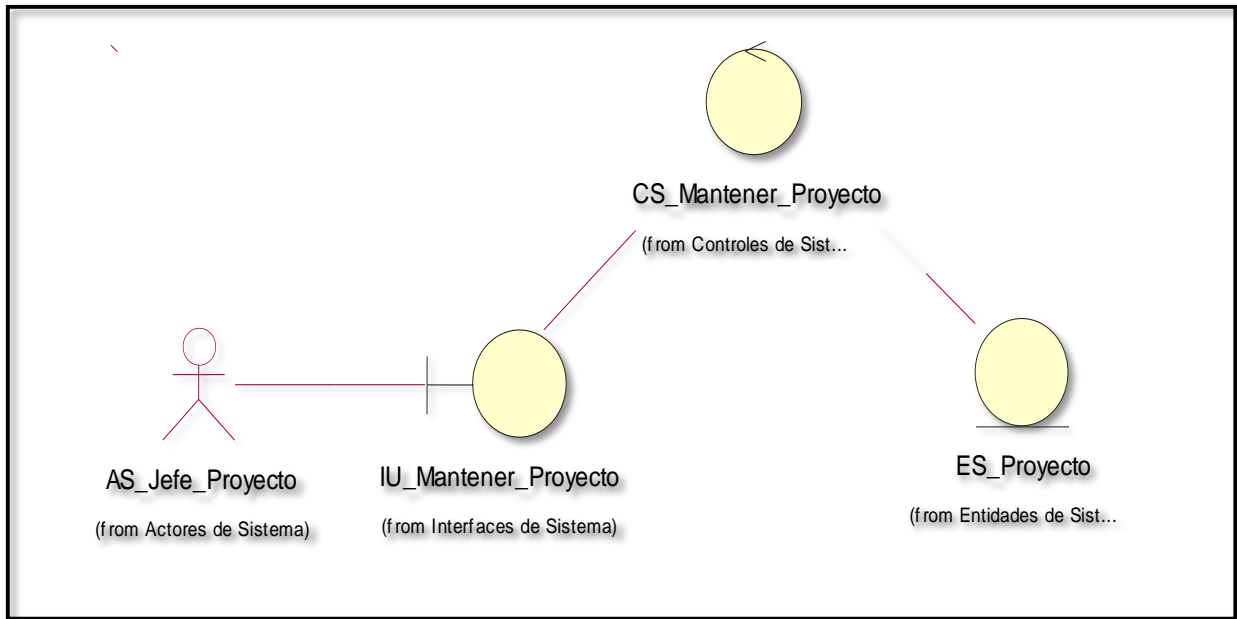 CS_Mantener_Proyecto
(from Controles de Sist...
AS_Jefe_Proyecto
(from Actores de Sistema)
IU_Mantener_Proyecto
(from Interfaces de Sistema)
ES_Proyecto
(from Entidades de Sist...